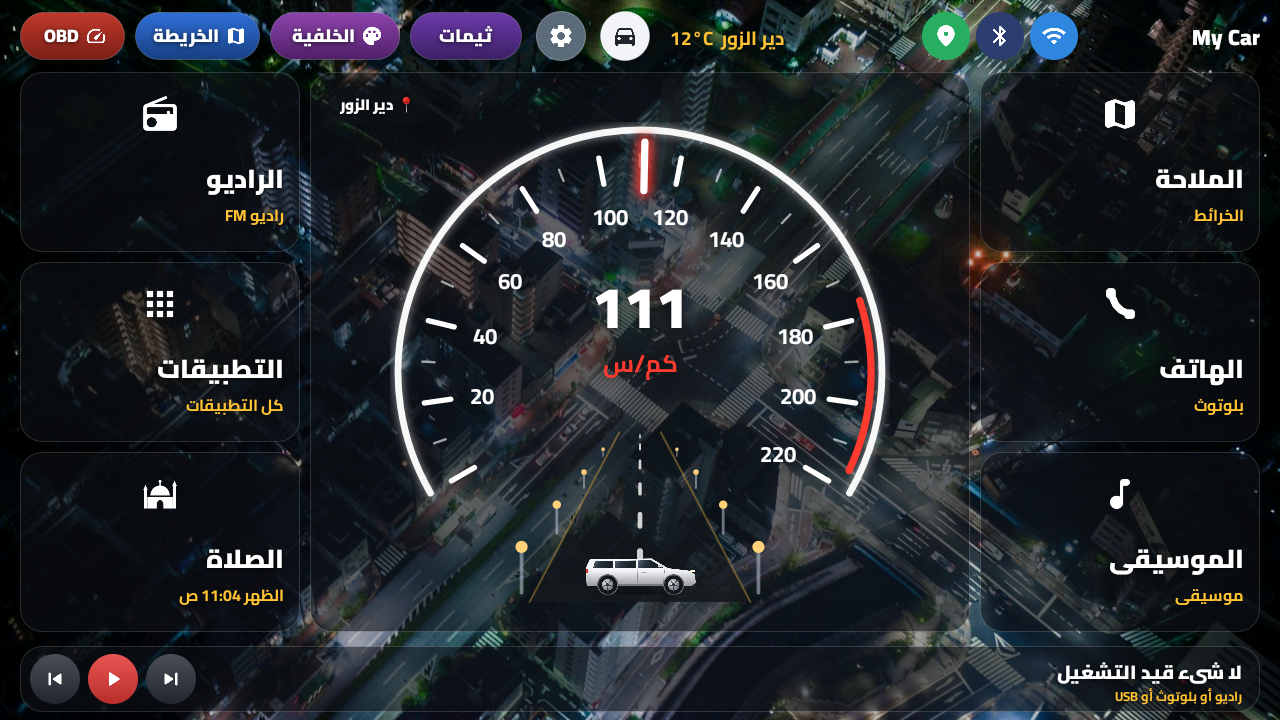 My Car
دير الزور 12°C
ثيمات
الخلفية
الخريطة
OBD
الملاحة
الخرائط
الهاتف
بلوتوث
الموسيقى
موسيقى
📍 دير الزور
20
40
60
80
100
120
140
160
180
200
220
111
كم/س
الراديو
راديو FM
التطبيقات
كل التطبيقات
الصلاة
الظهر 11:04 ص
لا شيء قيد التشغيل
راديو أو بلوتوث أو USB